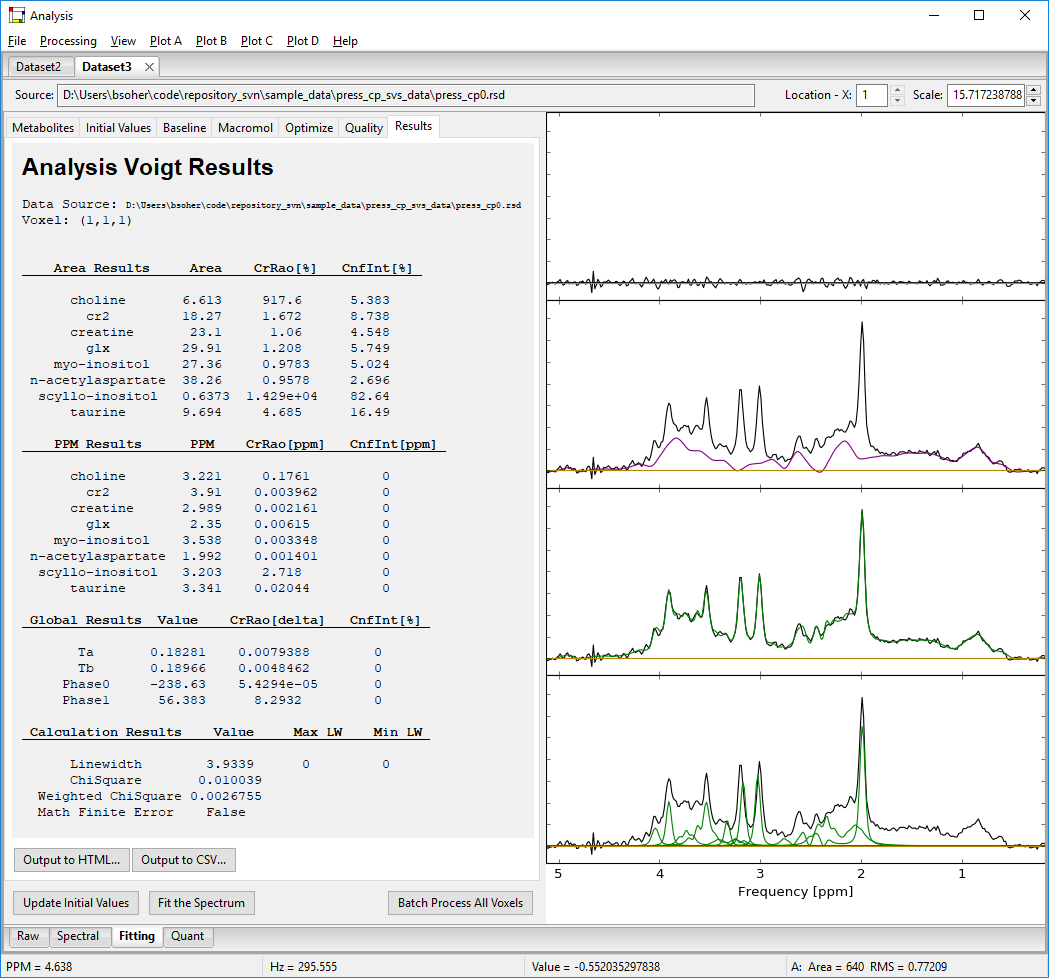 Analysis
File Processing View Plot A Plot B Plot C Plot D Help
Dataset2 Dataset3
Source: D:\Users\bsoher\code\repository_svn\sample_data\press_cp_svs_data\press_cp0.rsd Location - X: 1 Scale: 15.717238788
Metabolites Initial Values Baseline Macromol Optimize Quality Results
Analysis Voigt Results
Data Source: D:\Users\bsoher\code\repository_svn\sample_data\press_cp_svs_data\press_cp0.rsd
Voxel: (1,1,1)
Area Results Area CrRao[%] CnfInt[%]
choline 6.613 917.6 5.383
cr2 18.27 1.672 8.738
creatine 23.1 1.06 4.548
glx 29.91 1.208 5.749
myo-inositol 27.36 0.9783 5.024
n-acetylaspartate 38.26 0.9578 2.696
scyllo-inositol 0.6373 1.429e+04 82.64
taurine 9.694 4.685 16.49
PPM Results PPM CrRao[ppm] CnfInt[ppm]
choline 3.221 0.1761 0
cr2 3.91 0.003962 0
creatine 2.989 0.002161 0
glx 2.35 0.00615 0
myo-inositol 3.538 0.003348 0
n-acetylaspartate 1.992 0.001401 0
scyllo-inositol 3.203 2.718 0
taurine 3.341 0.02044 0
Global Results Value CrRao[delta] CnfInt[%]
Ta 0.18281 0.0079388 0
Tb 0.18966 0.0048462 0
Phase0 -238.63 5.4294e-05 0
Phase1 56.383 8.2932 0
Calculation Results Value Max LW Min LW
Linewidth 3.9339 0 0
ChiSquare 0.010039
Weighted ChiSquare 0.0026755
Math Finite Error False
Output to HTML... Output to CSV...
5 4 3 2 1
Frequency [ppm]
Update Initial Values Fit the Spectrum Batch Process All Voxels
Raw Spectral Fitting Quant
PPM = 4.638 Hz = 295.555 Value = -0.552035297838 A: Area = 640 RMS = 0.77209